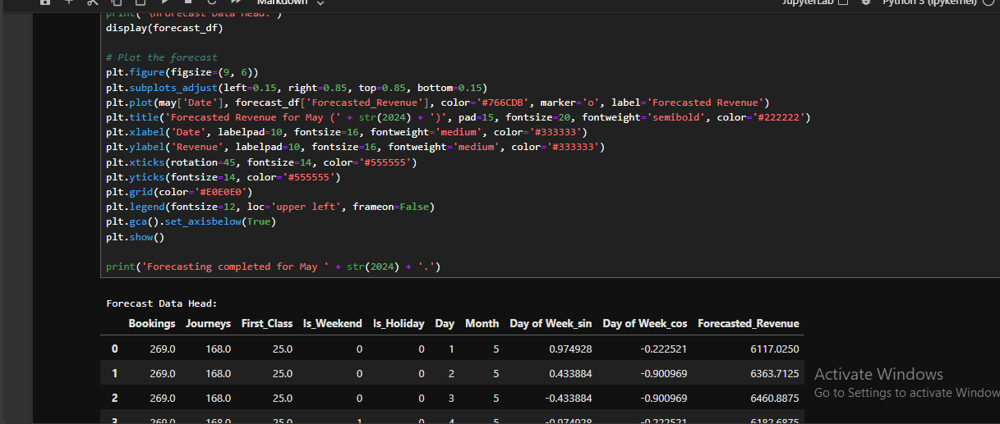 Markdown
JupyterLab
Python 3 (ipykernel)
print('\nForecast Data Head:')
display(forecast_df)
# Plot the forecast
plt.figure(figsize=(9, 6))
plt.subplots_adjust(left=0.15, right=0.85, top=0.85, bottom=0.15)
plt.plot(may['Date'], forecast_df['Forecasted_Revenue'], color='#766CDB', marker='o', label='Forecasted Revenue')
plt.title('Forecasted Revenue for May (' + str(2024) + ')', pad=15, fontsize=20, fontweight='semibold', color='#222222')
plt.xlabel('Date', labelpad=10, fontsize=16, fontweight='medium', color='#333333')
plt.ylabel('Revenue', labelpad=10, fontsize=16, fontweight='medium', color='#333333')
plt.xticks(rotation=45, fontsize=14, color='#555555')
plt.yticks(fontsize=14, color='#555555')
plt.grid(color='#E0E0E0')
plt.legend(fontsize=12, loc='upper left', frameon=False)
plt.gca().set_axisbelow(True)
plt.show()
print('Forecasting completed for May ' + str(2024) + '.')
Forecast Data Head:
Bookings Journeys First_Class Is_Weekend Is_Holiday Day Month Day of Week_sin Day of Week_cos Forecasted_Revenue
0 269.0 168.0 25.0 0 0 1 5 0.974928 -0.222521 6117.0250
1 269.0 168.0 25.0 0 0 2 5 0.433884 -0.900969 6363.7125
2 269.0 168.0 25.0 0 0 3 5 -0.433884 -0.900969 6460.8875
3 269.0 168.0 25.0 1 0 4 5 -0.974928 -0.222521 6182.6875
Activate Windows
Go to Settings to activate Window